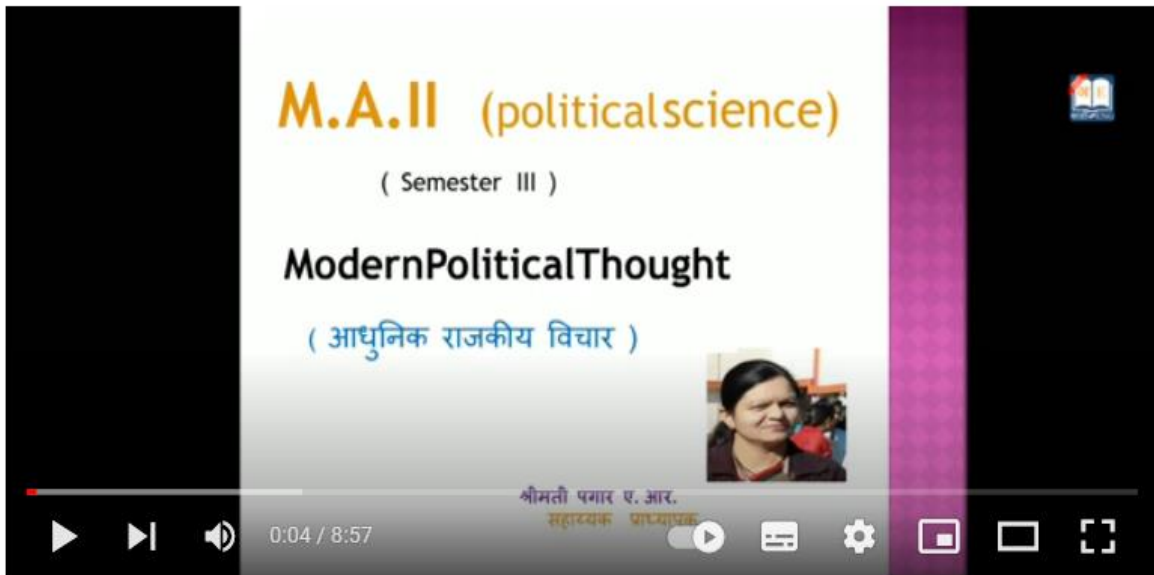 M.A.II (politicalscience)
( Semester III )
ModernPoliticalThought
( आधुनिक राजकीय विचार )
श्रीमती पगार ए. आर.
सहाय्यक प्राध्यापक
0:04 / 8:57